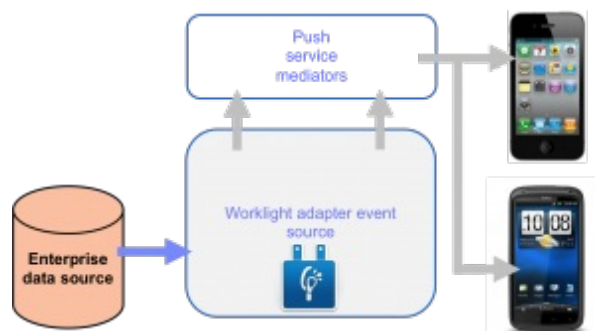 Push
service
mediators
Worklight adapter event
source
Enterprise
data source
10 08